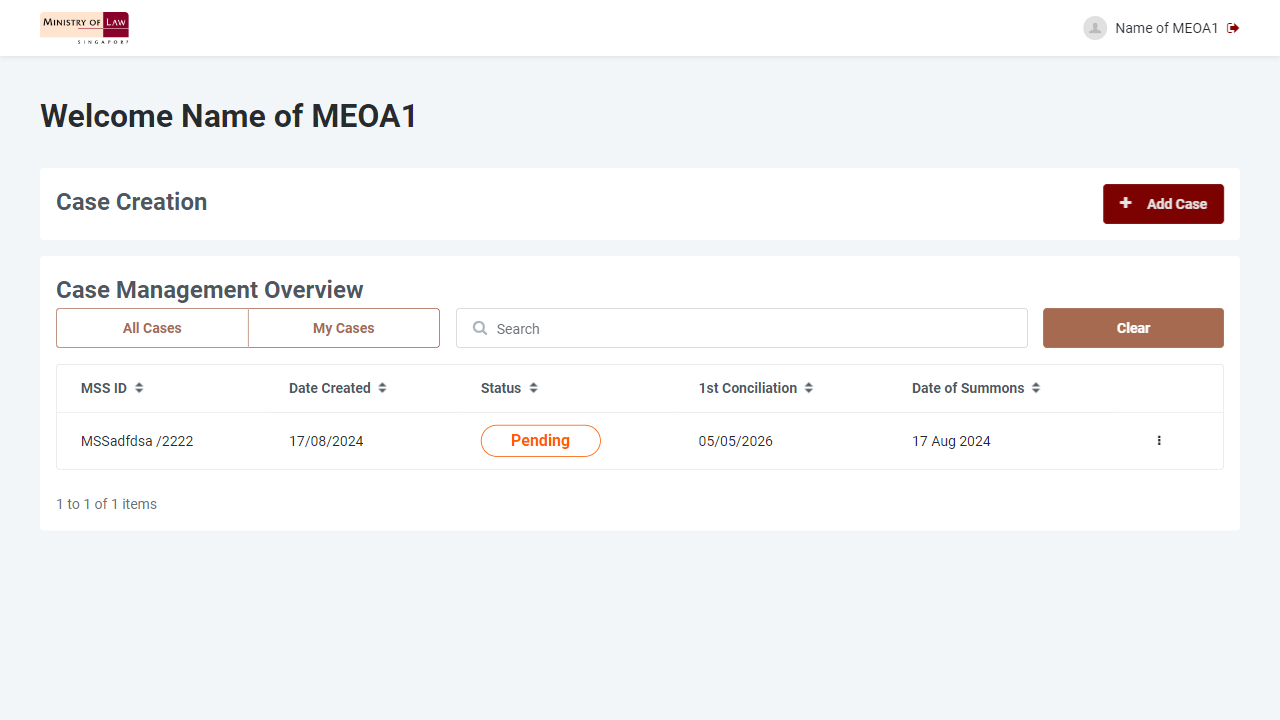 MINISTRY OF LAW
SINGAPORE
Name of MEOA1
Welcome Name of MEOA1
Case Creation
Add Case
Case Management Overview
All Cases
My Cases
Search
Clear
MSS ID Date Created Status 1st Conciliation Date of Summons
MSSadfdsa /2222 17/08/2024 Pending 05/05/2026 17 Aug 2024
1 to 1 of 1 items